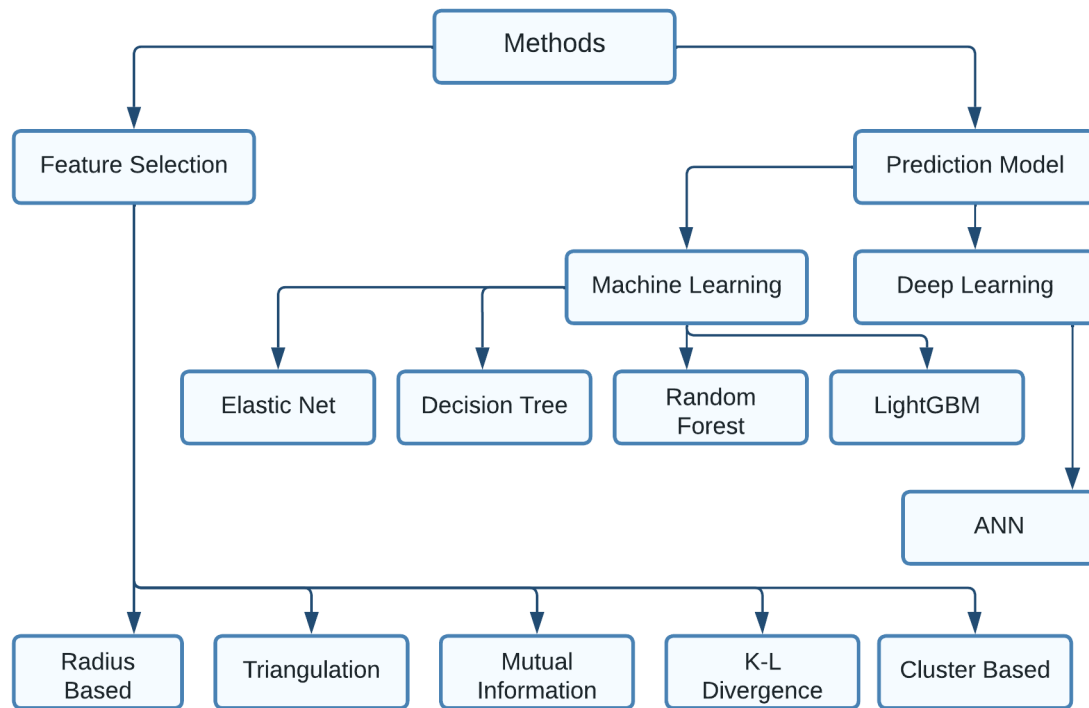 Methods
Feature Selection
Prediction Model
Machine Learning
Deep Learning
Elastic Net
Decision Tree
Random
Forest
LightGBM
ANN
Radius
Based
Triangulation
Mutual
Information
K-L
Divergence
Cluster Based